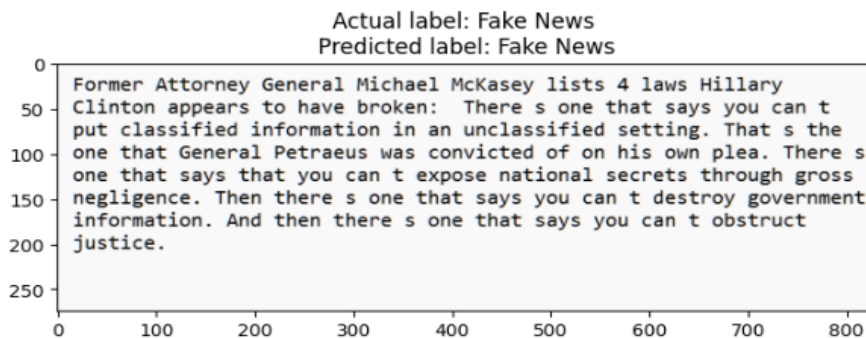 Actual label: Fake News
Predicted label: Fake News
0
Former Attorney General Michael McKasey lists 4 laws Hillary
50
Clinton appears to have broken:  There s one that says you can t
put classified information in an unclassified setting. That s the
100
one that General Petraeus was convicted of on his own plea. There s
one that says that you can t expose national secrets through gross
150
negligence. Then there s one that says you can t destroy government
information. And then there s one that says you can t obstruct
200
justice.
250
0 100 200 300 400 500 600 700 800